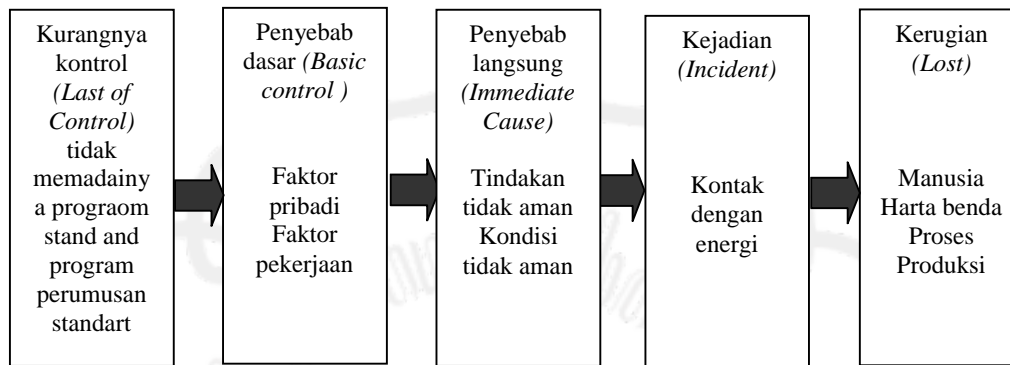 Kurangnya
kontrol
(Last of
Control)
tidak
memadainy
a prograom
stand and
program
perumusan
standart
Penyebab
dasar (Basic
control )
Faktor
pribadi
Faktor
pekerjaan
Penyebab
langsung
(Immediate
Cause)
Tindakan
tidak aman
Kondisi
tidak aman
Kejadian
(Incident)
Kontak
dengan
energi
Kerugian
(Lost)
Manusia
Harta benda
Proses
Produksi